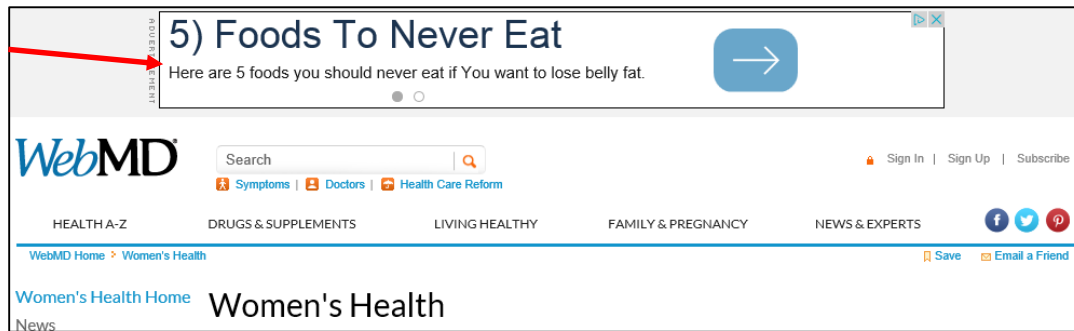 ADVERTISEMENT
5) Foods To Never Eat
Here are 5 foods you should never eat if You want to lose belly fat.
WebMD
Search
Sign In | Sign Up | Subscribe
Symptoms | Doctors | Health Care Reform
HEALTH A-Z DRUGS & SUPPLEMENTS LIVING HEALTHY FAMILY & PREGNANCY NEWS & EXPERTS
WebMD Home > Women's Health Save Email a Friend
Women's Health Home
Women's Health
News